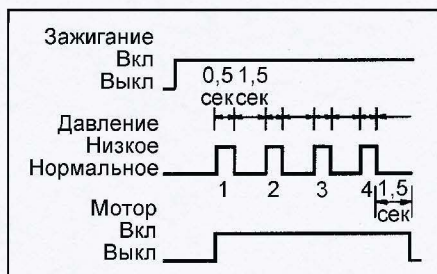 Зажигание
Вкл
Выкл
0,5 1,5
сек сек
Давление
Низкое
Нормальное
1 2 3 4 1,5
сек
Мотор
Вкл
Выкл